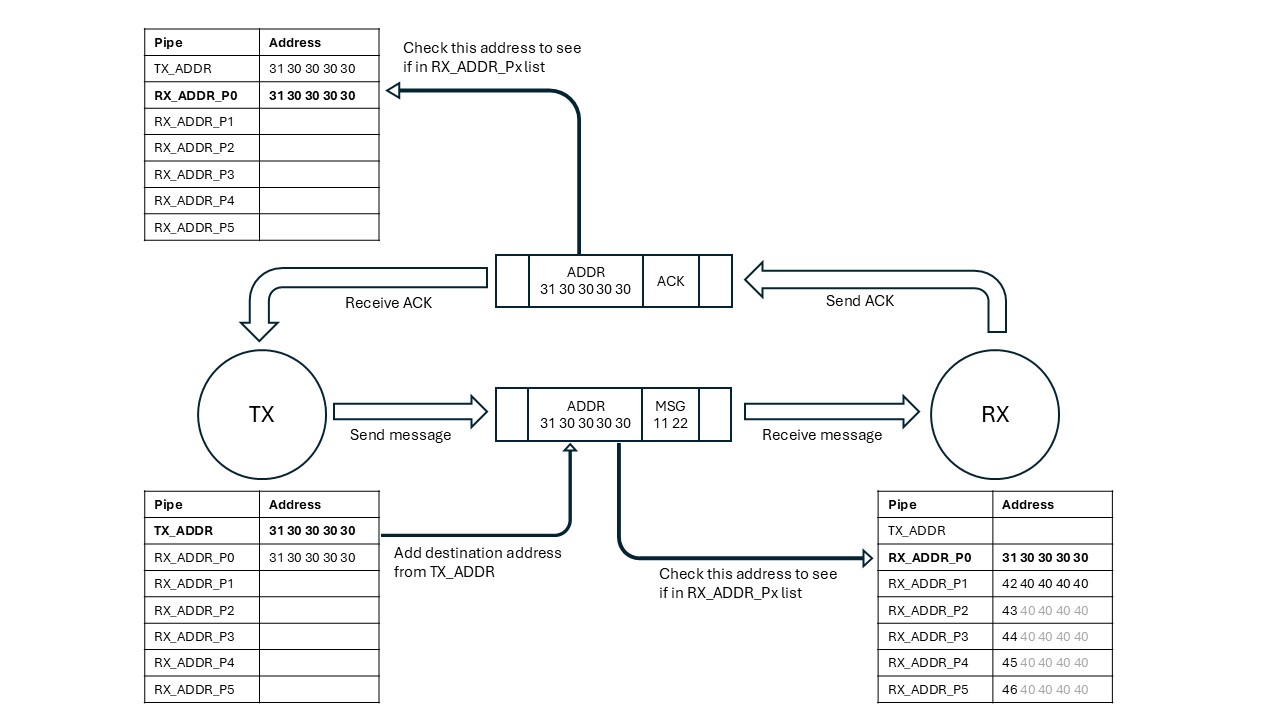 Pipe Address
TX_ADDR 31 30 30 30 30
RX_ADDR_P0 31 30 30 30 30
RX_ADDR_P1
RX_ADDR_P2
RX_ADDR_P3
RX_ADDR_P4
RX_ADDR_P5
Check this address to see
if in RX_ADDR_Px list
ADDR
31 30 30 30 30
ACK
Receive ACK
Send ACK
TX
ADDR
31 30 30 30 30
MSG
11 22
RX
Send message
Receive message
Pipe Address
TX_ADDR 31 30 30 30 30
RX_ADDR_P0 31 30 30 30 30
RX_ADDR_P1
RX_ADDR_P2
RX_ADDR_P3
RX_ADDR_P4
RX_ADDR_P5
Add destination address
from TX_ADDR
Check this address to see
if in RX_ADDR_Px list
Pipe Address
TX_ADDR
RX_ADDR_P0 31 30 30 30 30
RX_ADDR_P1 42 40 40 40 40
RX_ADDR_P2 43 40 40 40 40
RX_ADDR_P3 44 40 40 40 40
RX_ADDR_P4 45 40 40 40 40
RX_ADDR_P5 46 40 40 40 40